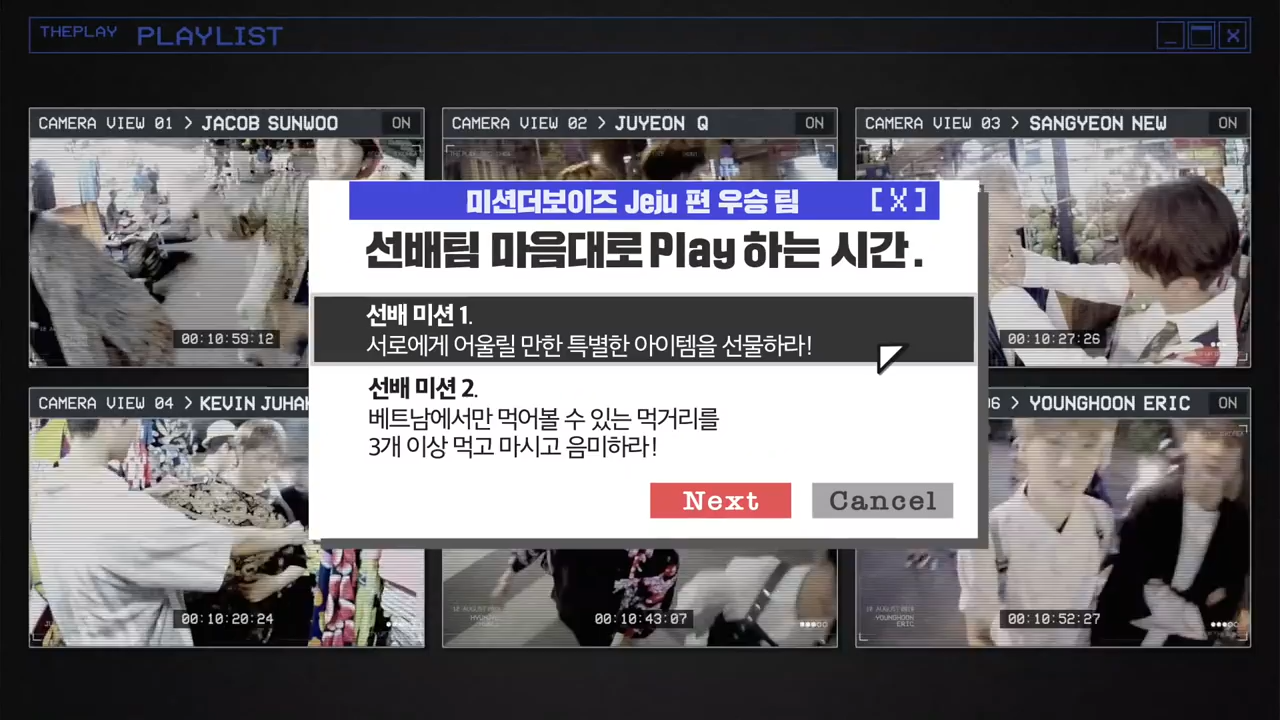 THEPLAY PLAYLIST
CAMERA VIEW 01 > JACOB SUNWOO ON
CAMERA VIEW 02 > JUYEON Q ON
CAMERA VIEW 03 > SANGYEON NEW ON
미션더보이즈 Jeju 편 우승 팀 [X]
선배팀 마음대로 Play 하는 시간.
선배 미션 1.
서로에게 어울릴 만한 특별한 아이템을 선물하라!
00:10:59:12
00:10:27:26
선배 미션 2.
베트남에서만 먹어볼 수 있는 먹거리를
3개 이상 먹고 마시고 음미하라!
Next Cancel
CAMERA VIEW 04 > KEVIN JUHA
> YOUNGHOON ERIC ON
00:10:20:24
00:10:43:07
YOUNGHOON
ERIC
00:10:52:27